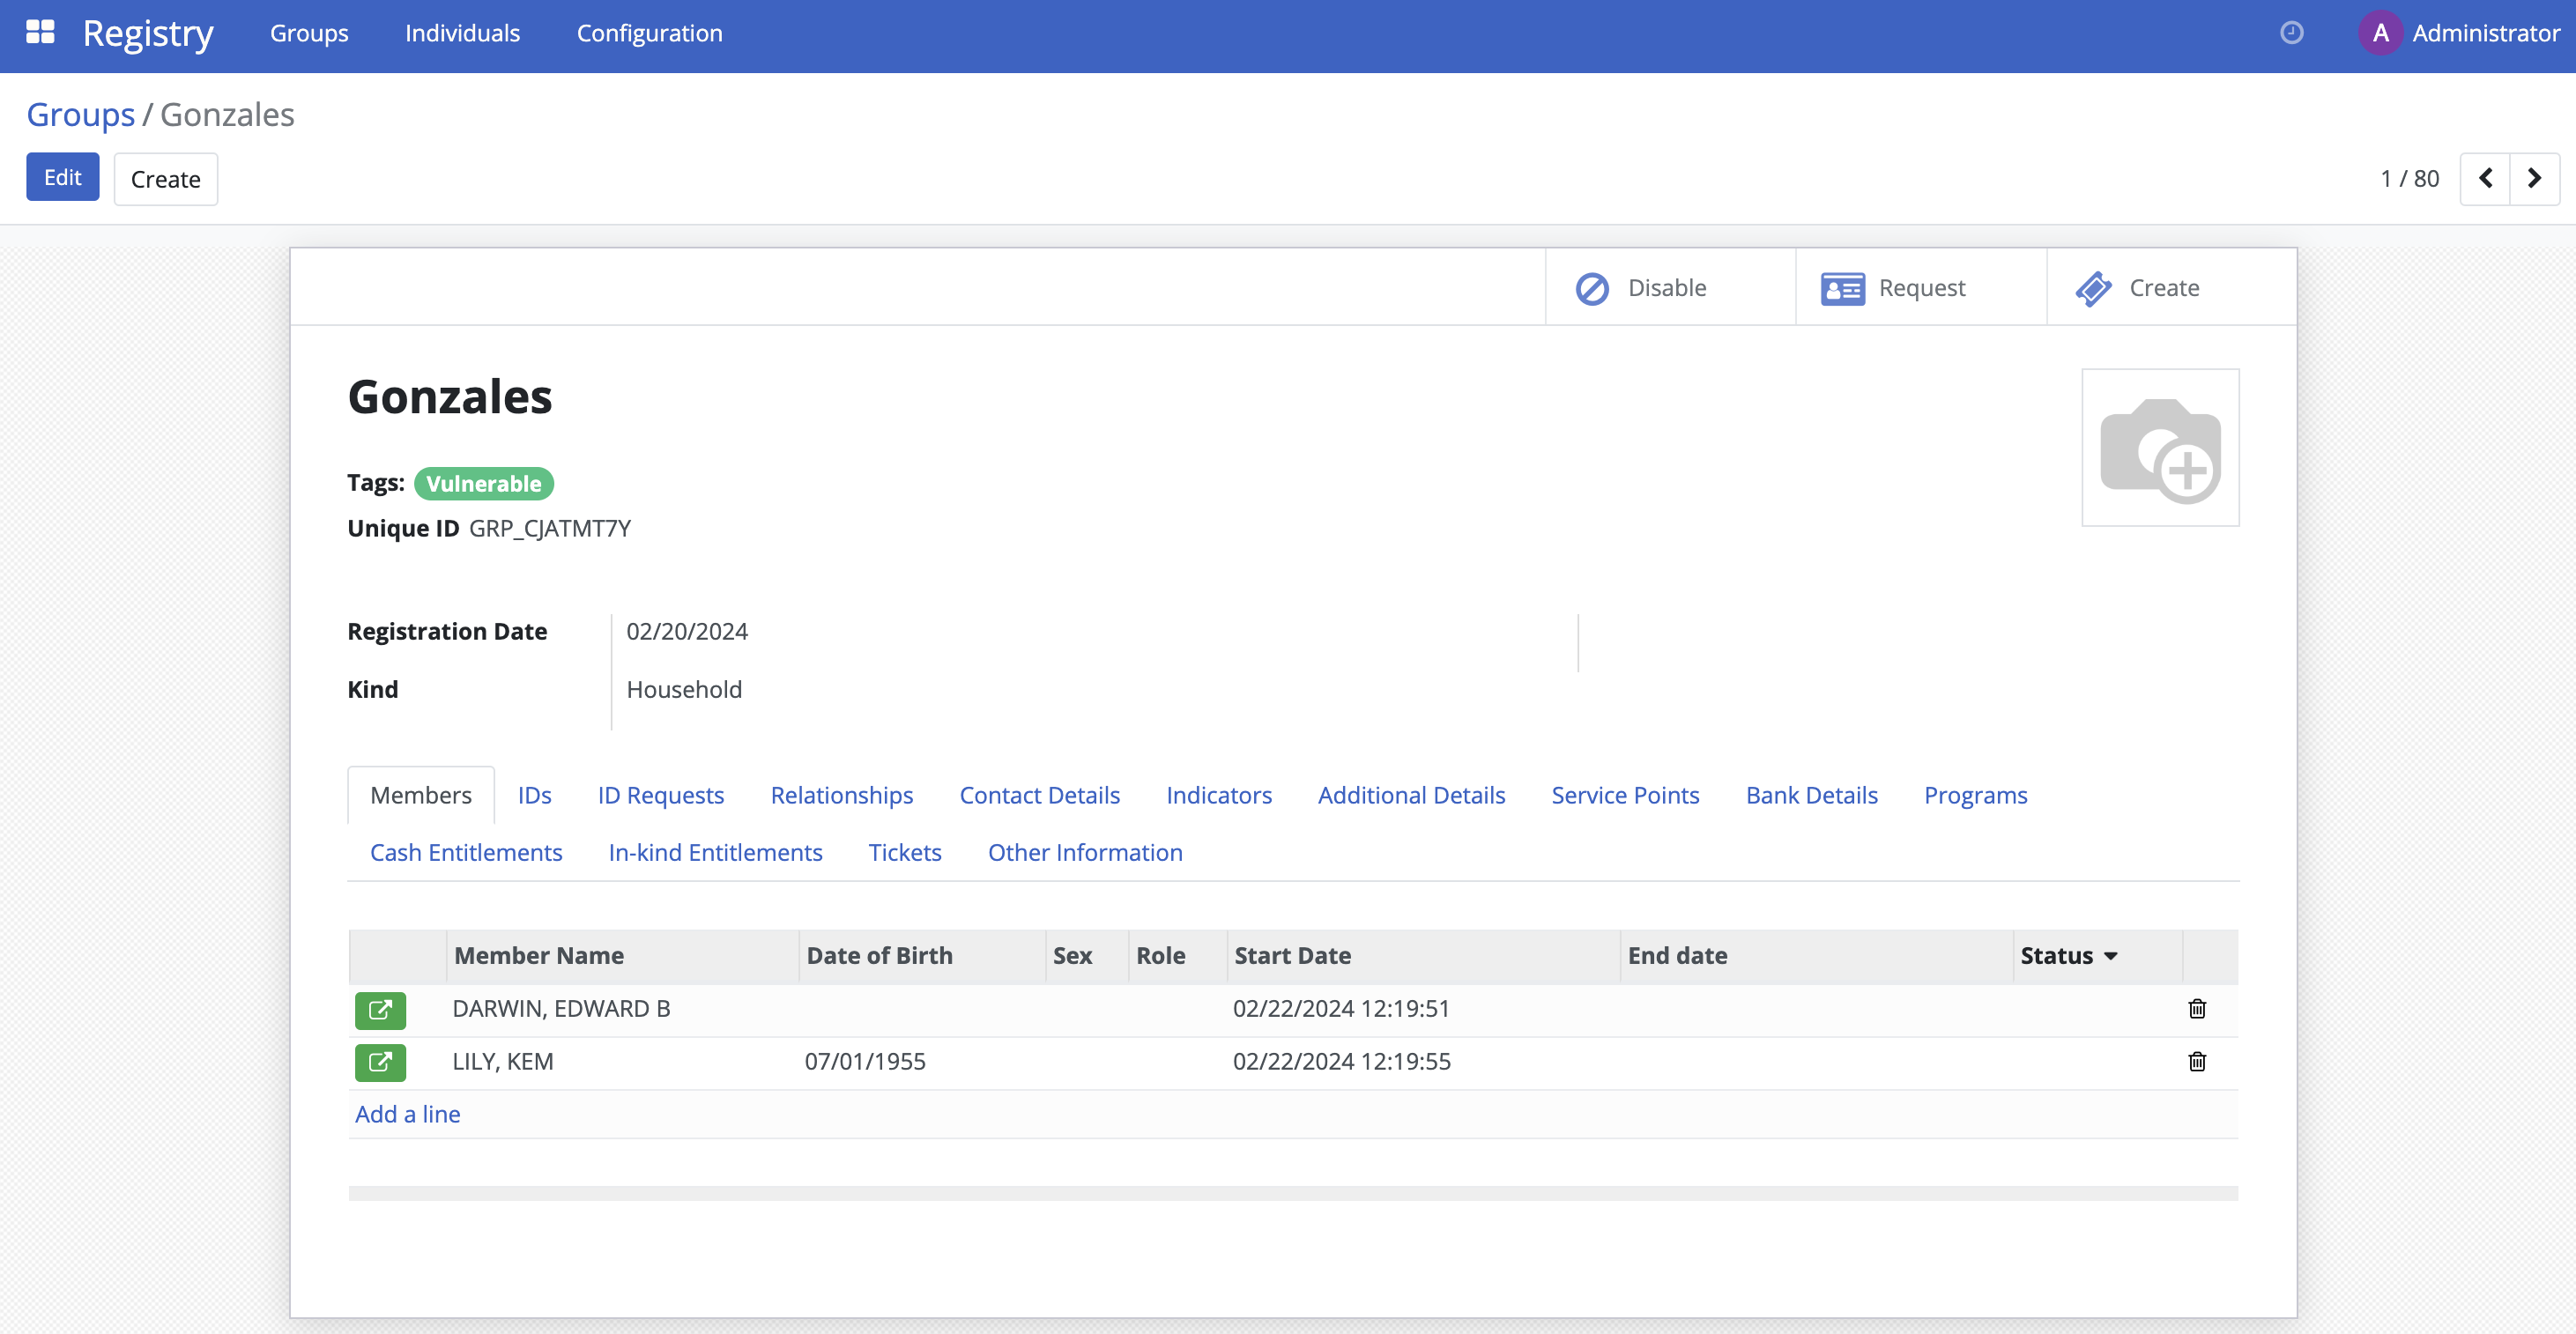 Registry Groups Individuals Configuration A Administrator
Groups / Gonzales
Edit Create 1 / 80
Disable Request Create
Gonzales
Tags: Vulnerable
Unique ID GRP_CJATMT7Y
Registration Date 02/20/2024
Kind Household
Members IDs ID Requests Relationships Contact Details Indicators Additional Details Service Points Bank Details Programs
Cash Entitlements In-kind Entitlements Tickets Other Information
Member Name Date of Birth Sex Role Start Date End date Status
DARWIN, EDWARD B 02/22/2024 12:19:51
LILY, KEM 07/01/1955 02/22/2024 12:19:55
Add a line